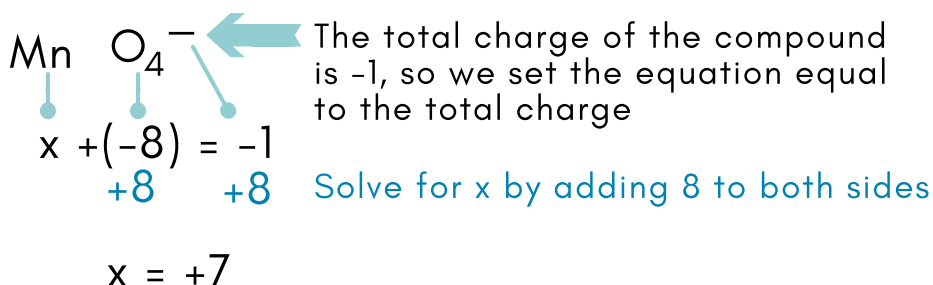 Mn O₄⁻
The total charge of the compound
is -1, so we set the equation equal
to the total charge
x +(-8) = -1
+8 +8
Solve for x by adding 8 to both sides
x = +7